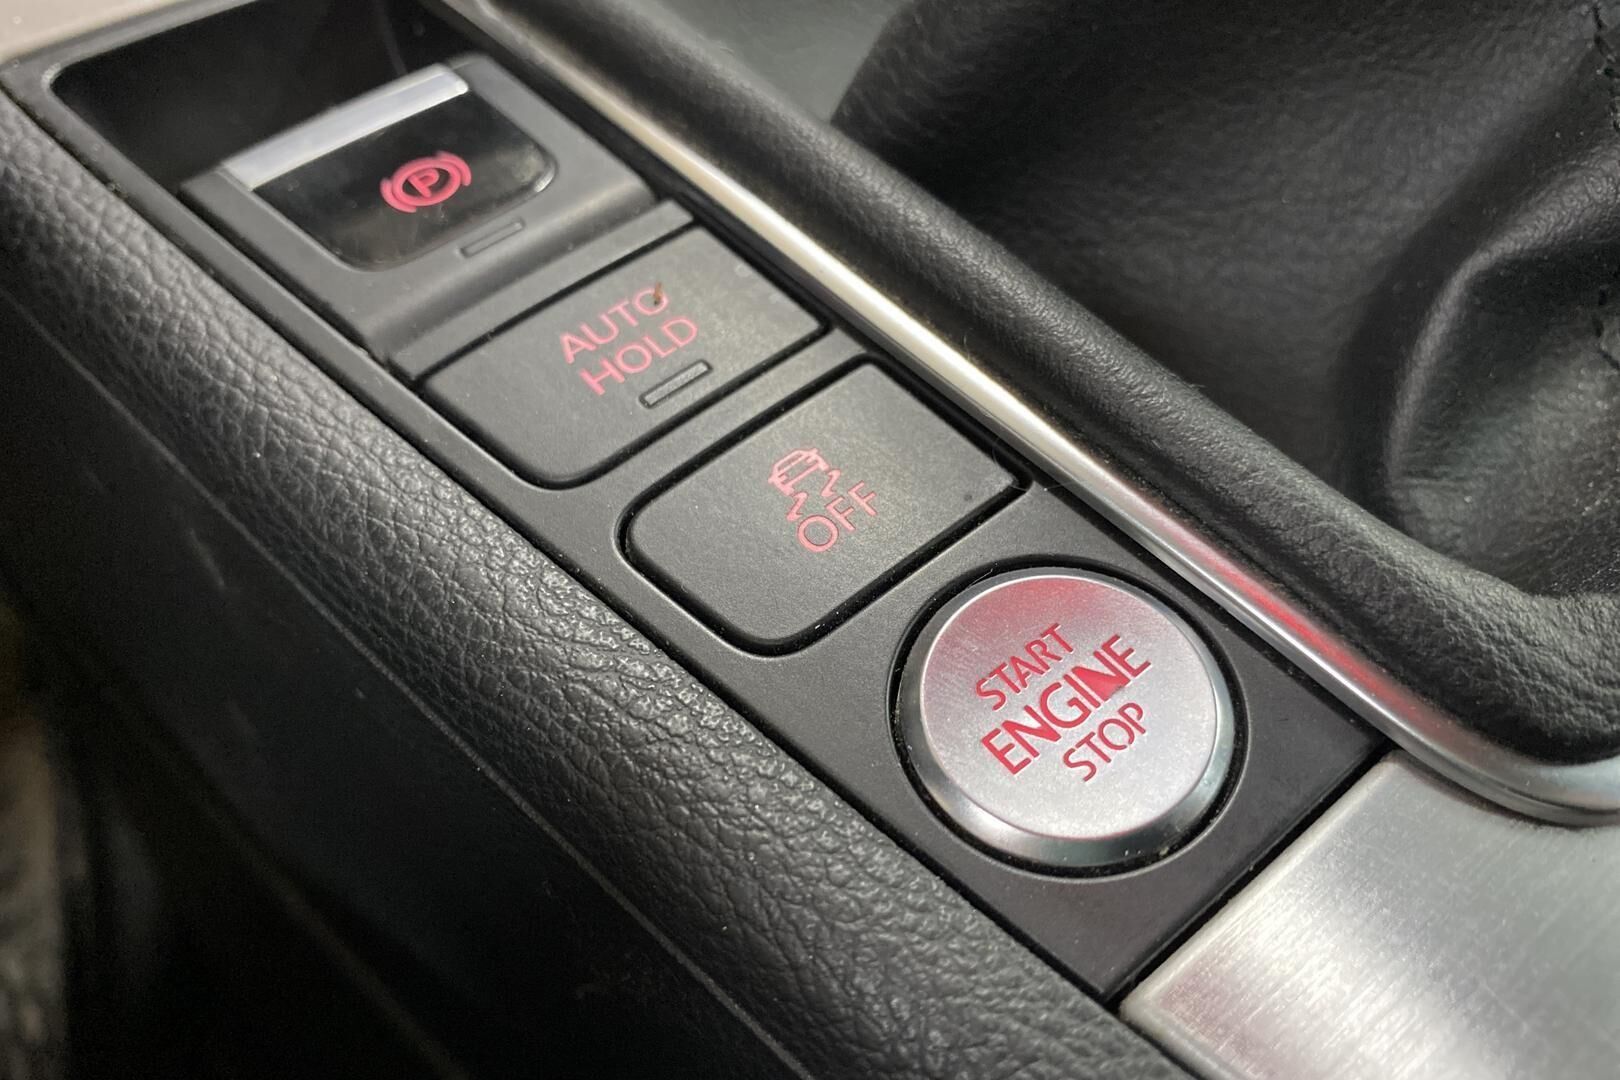 P
AUTO
HOLD
OFF
START
ENGINE
STOP